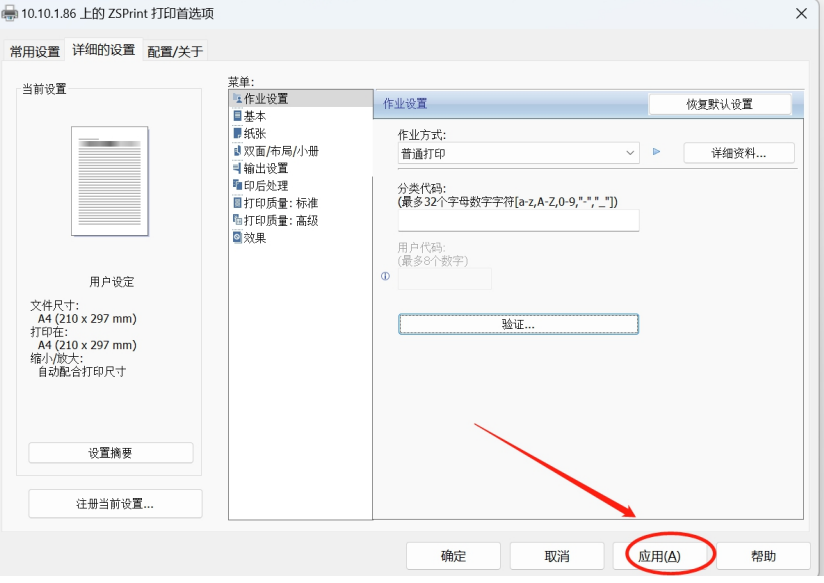 10.10.1.86 上的 ZSPrint 打印首选项
常用设置 详细的设置 配置/关于
当前设置
用户设定
文件尺寸:
A4 (210 x 297 mm)
打印在:
A4 (210 x 297 mm)
缩小/放大:
自动配合打印尺寸
设置摘要
注册当前设置...
菜单:
作业设置
基本
纸张
双面/布局/小册
输出设置
印后处理
打印质量: 标准
打印质量: 高级
效果
作业设置
恢复默认设置
作业方式:
普通打印
详细资料...
分类代码:
(最多32个字母数字字符[a-z,A-Z,0-9,"-","_"])
用户代码:
(最多8个数字)
验证...
确定 取消 应用(A) 帮助